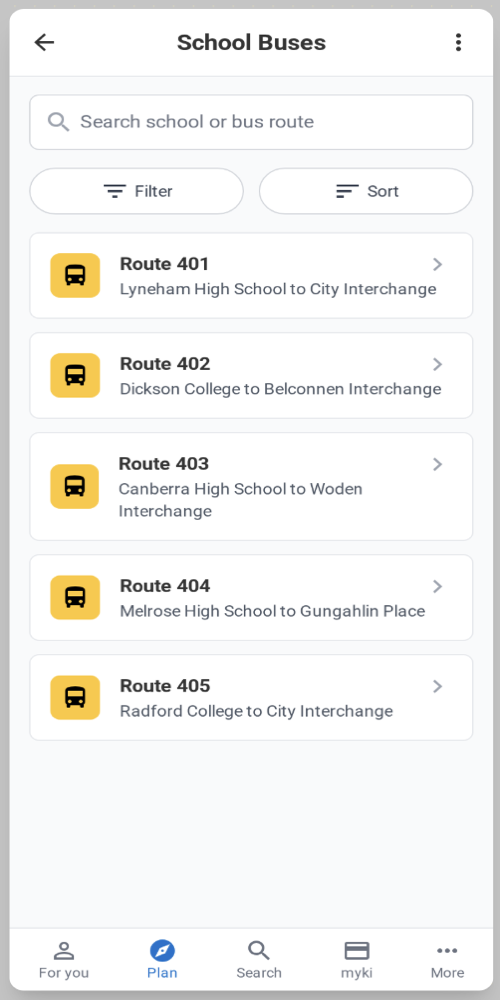 School Buses
Search school or bus route
Filter
Sort
Route 401
Lyneham High School to City Interchange
Route 402
Dickson College to Belconnen Interchange
Route 403
Canberra High School to Woden
Interchange
Route 404
Melrose High School to Gungahlin Place
Route 405
Radford College to City Interchange
For you
Plan
Search
myki
More